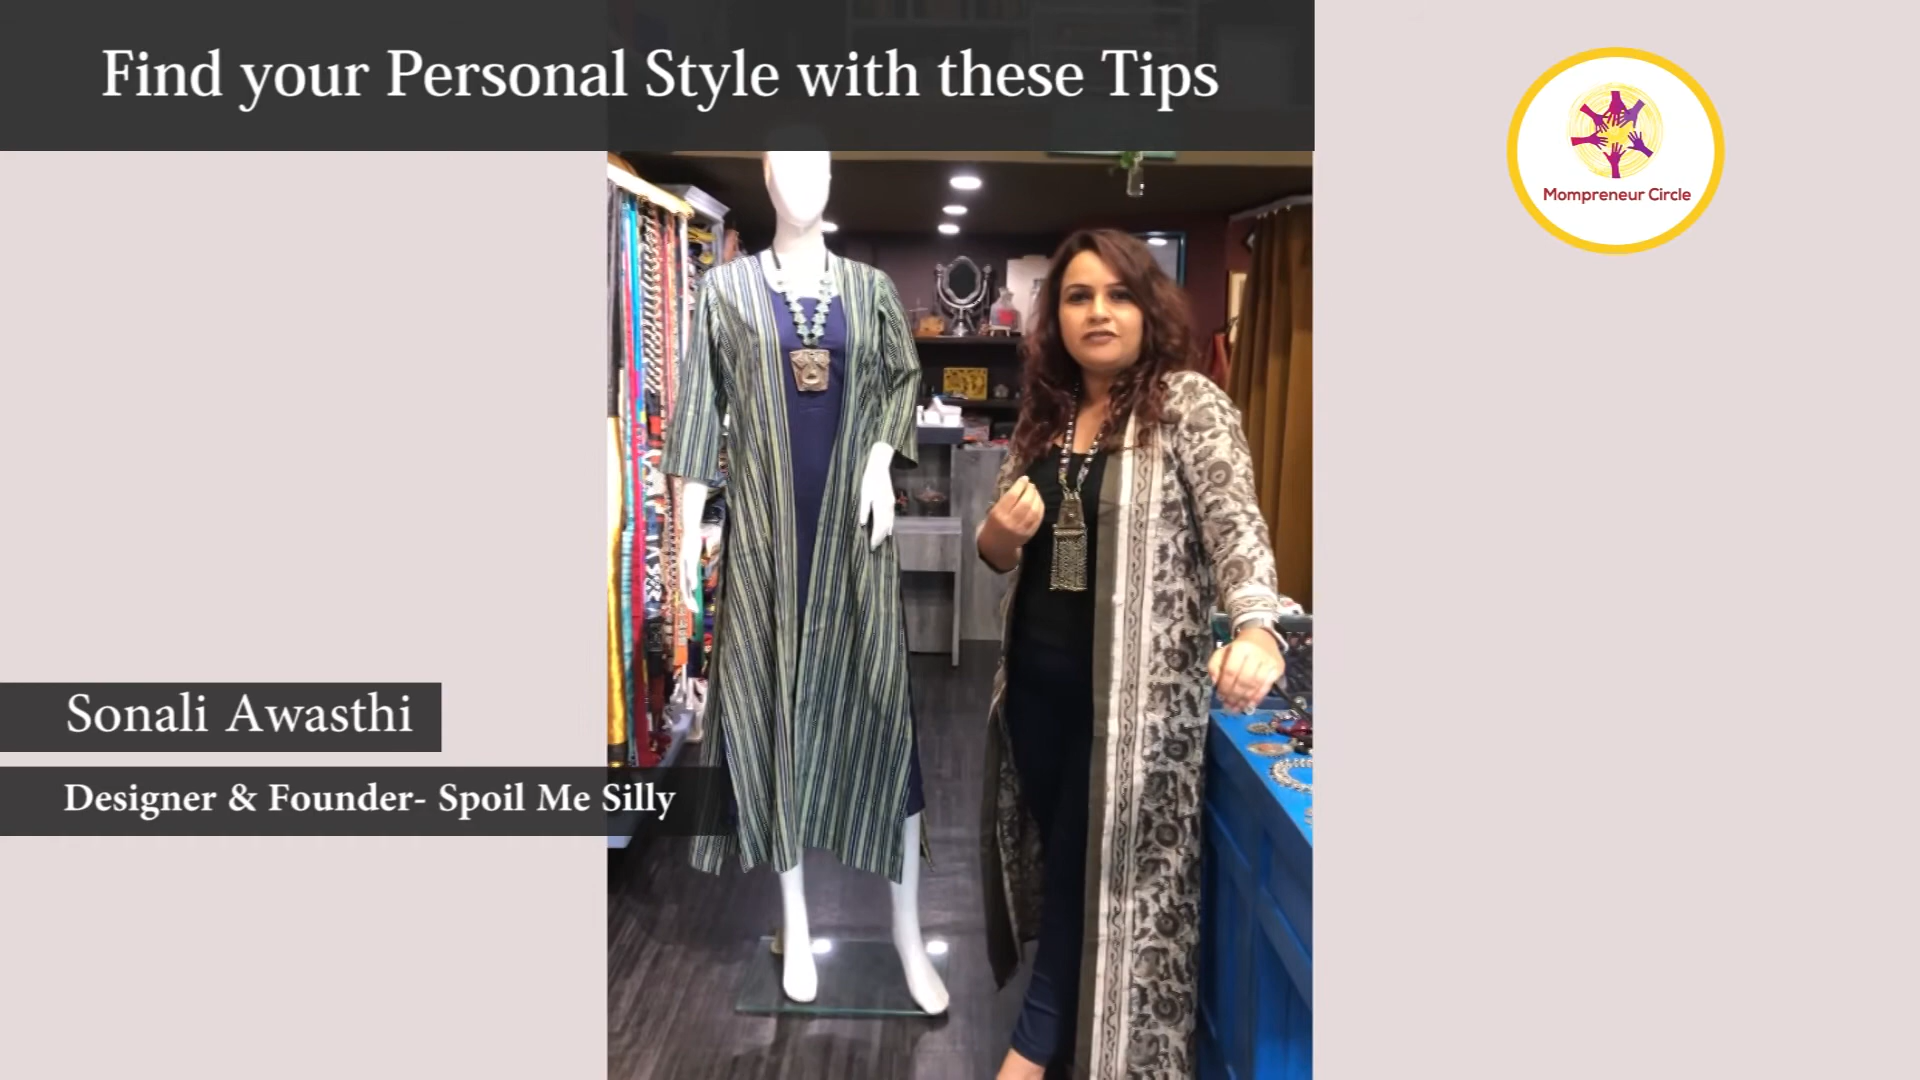 Find your Personal Style with these Tips
Mompreneur Circle
Sonali Awasthi
Designer & Founder- Spoil Me Silly